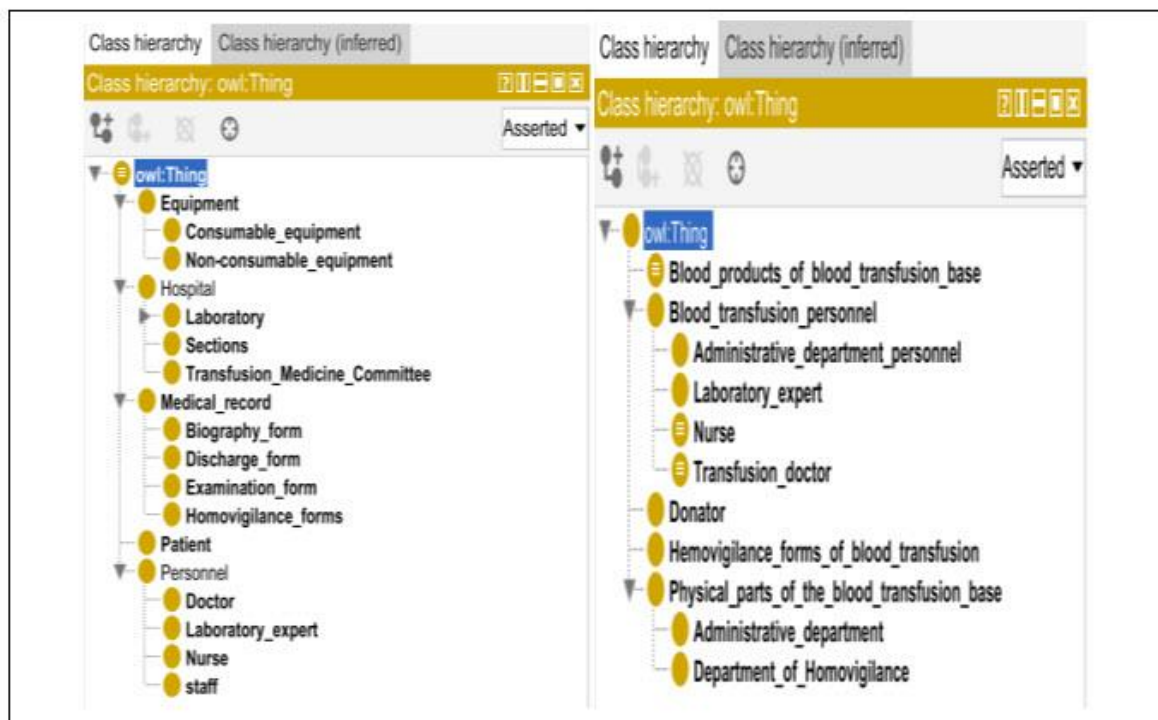 Class hierarchy Class hierarchy (inferred)
Class hierarchy: owl:Thing
Asserted
owl:Thing
Equipment
Consumable_equipment
Non-consumable_equipment
Hospital
Laboratory
Sections
Transfusion_Medicine_Committee
Medical_record
Biography_form
Discharge_form
Examination_form
Homovigilance_forms
Patient
Personnel
Doctor
Laboratory_expert
Nurse
staff
Class hierarchy Class hierarchy (inferred)
Class hierarchy: owl:Thing
Asserted
owl:Thing
Blood_products_of_blood_transfusion_base
Blood_transfusion_personnel
Administrative_department_personnel
Laboratory_expert
Nurse
Transfusion_doctor
Donator
Hemovigilance_forms_of_blood_transfusion
Physical_parts_of_the_blood_transfusion_base
Administrative_department
Department_of_Homovigilance